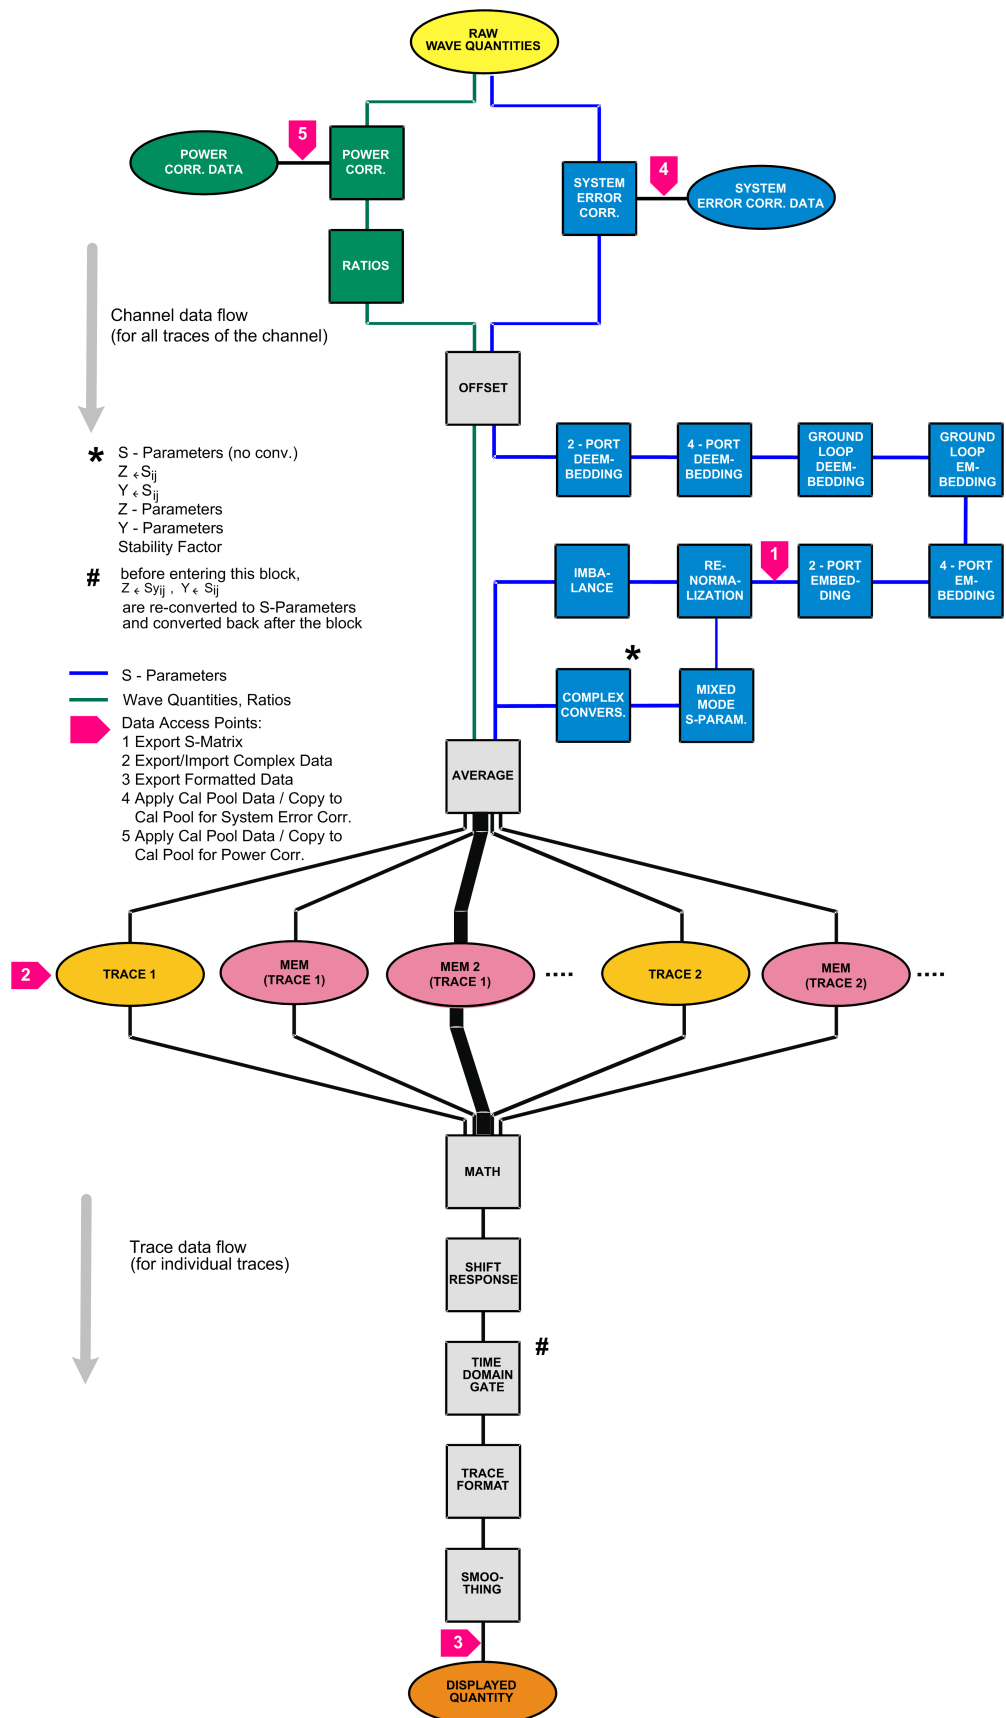 RAW
WAVE QUANTITIES
5
POWER
CORR. DATA
POWER
CORR.
4
SYSTEM
ERROR
CORR.
SYSTEM
ERROR CORR. DATA
RATIOS
Channel data flow
(for all traces of the channel)
OFFSET
2 - PORT
DEEM-
BEDDING
4 - PORT
DEEM-
BEDDING
GROUND
LOOP
DEEM-
BEDDING
GROUND
LOOP
EM-
BEDDING
* S - Parameters (no conv.)
Z ← Sij
Y ← Sij
Z - Parameters
Y - Parameters
Stability Factor
# before entering this block,
Z ← Syij , Y ← Sij
are re-converted to S-Parameters
and converted back after the block
1
IMBA-
LANCE
RE-
NORMA-
LIZATION
2 - PORT
EMBED-
DING
4 - PORT
EM-
BEDDING
*
COMPLEX
CONVERS.
MIXED
MODE
S-PARAM.
S - Parameters
Wave Quantities, Ratios
Data Access Points:
1 Export S-Matrix
2 Export/Import Complex Data
3 Export Formatted Data
4 Apply Cal Pool Data / Copy to
Cal Pool for System Error Corr.
5 Apply Cal Pool Data / Copy to
Cal Pool for Power Corr.
AVERAGE
2
TRACE 1
MEM
(TRACE 1)
MEM 2
(TRACE 1)
....
TRACE 2
MEM
(TRACE 2)
....
MATH
Trace data flow
(for individual traces)
SHIFT
RESPONSE
#
TIME
DOMAIN
GATE
TRACE
FORMAT
SMOO-
THING
3
DISPLAYED
QUANTITY